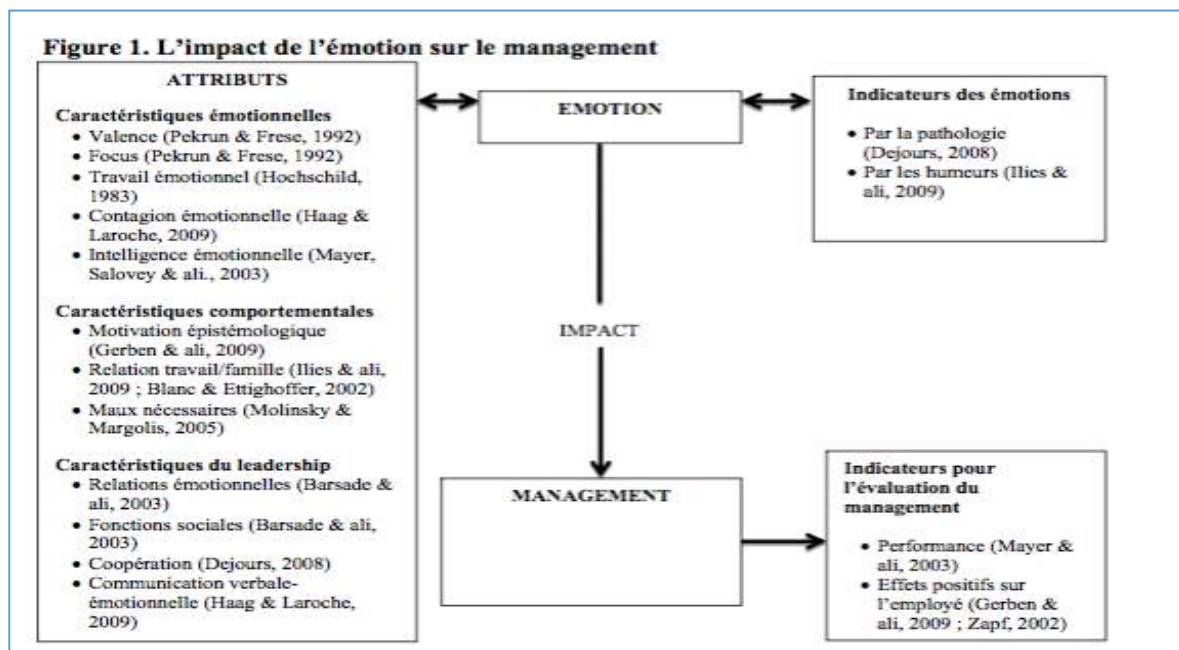 Figure 1. L'impact de l'émotion sur le management
ATTRIBUTS
Caractéristiques émotionnelles
• Valence (Pekrun & Frese, 1992)
• Focus (Pekrun & Frese, 1992)
• Travail émotionnel (Hochschild,
1983)
• Contagion émotionnelle (Haag &
Laroche, 2009)
• Intelligence émotionnelle (Mayer,
Salovey & ali., 2003)
Caractéristiques comportementales
• Motivation épistémologique
(Gerben & ali, 2009)
• Relation travail/famille (Ilies & ali,
2009 ; Blanc & Ettighoffer, 2002)
• Maux nécessaires (Molinsky &
Margolis, 2005)
Caractéristiques du leadership
• Relations émotionnelles (Barsade &
ali, 2003)
• Fonctions sociales (Barsade & ali,
2003)
• Coopération (Dejours, 2008)
• Communication verbale-
émotionnelle (Haag & Laroche,
2009)
EMOTION
IMPACT
MANAGEMENT
Indicateurs des émotions
• Par la pathologie
(Dejours, 2008)
• Par les humeurs (Ilies &
ali, 2009)
Indicateurs pour
l'évaluation du
management
• Performance (Mayer &
ali, 2003)
• Effets positifs sur
l'employé (Gerben &
ali, 2009 ; Zapf, 2002)